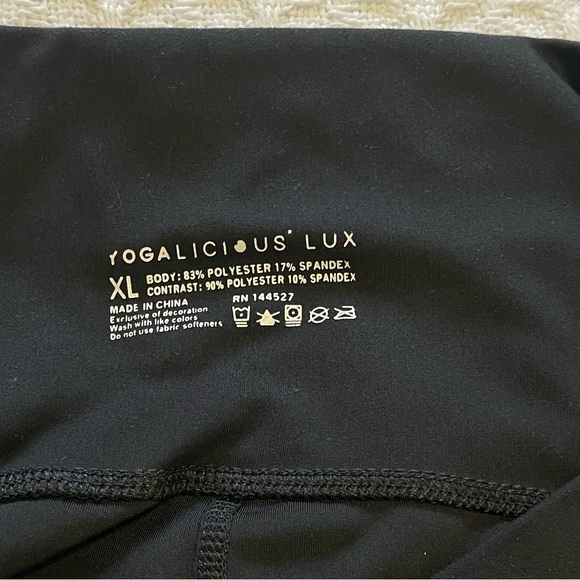 YOGALICIOUS LUX
XL BODY: 83% POLYESTER 17% SPANDEX
CONTRAST: 90% POLYESTER 10% SPANDEX
MADE IN CHINA RN 144527
Exclusive of decoration
Wash with like colors
Do not use fabric softeners